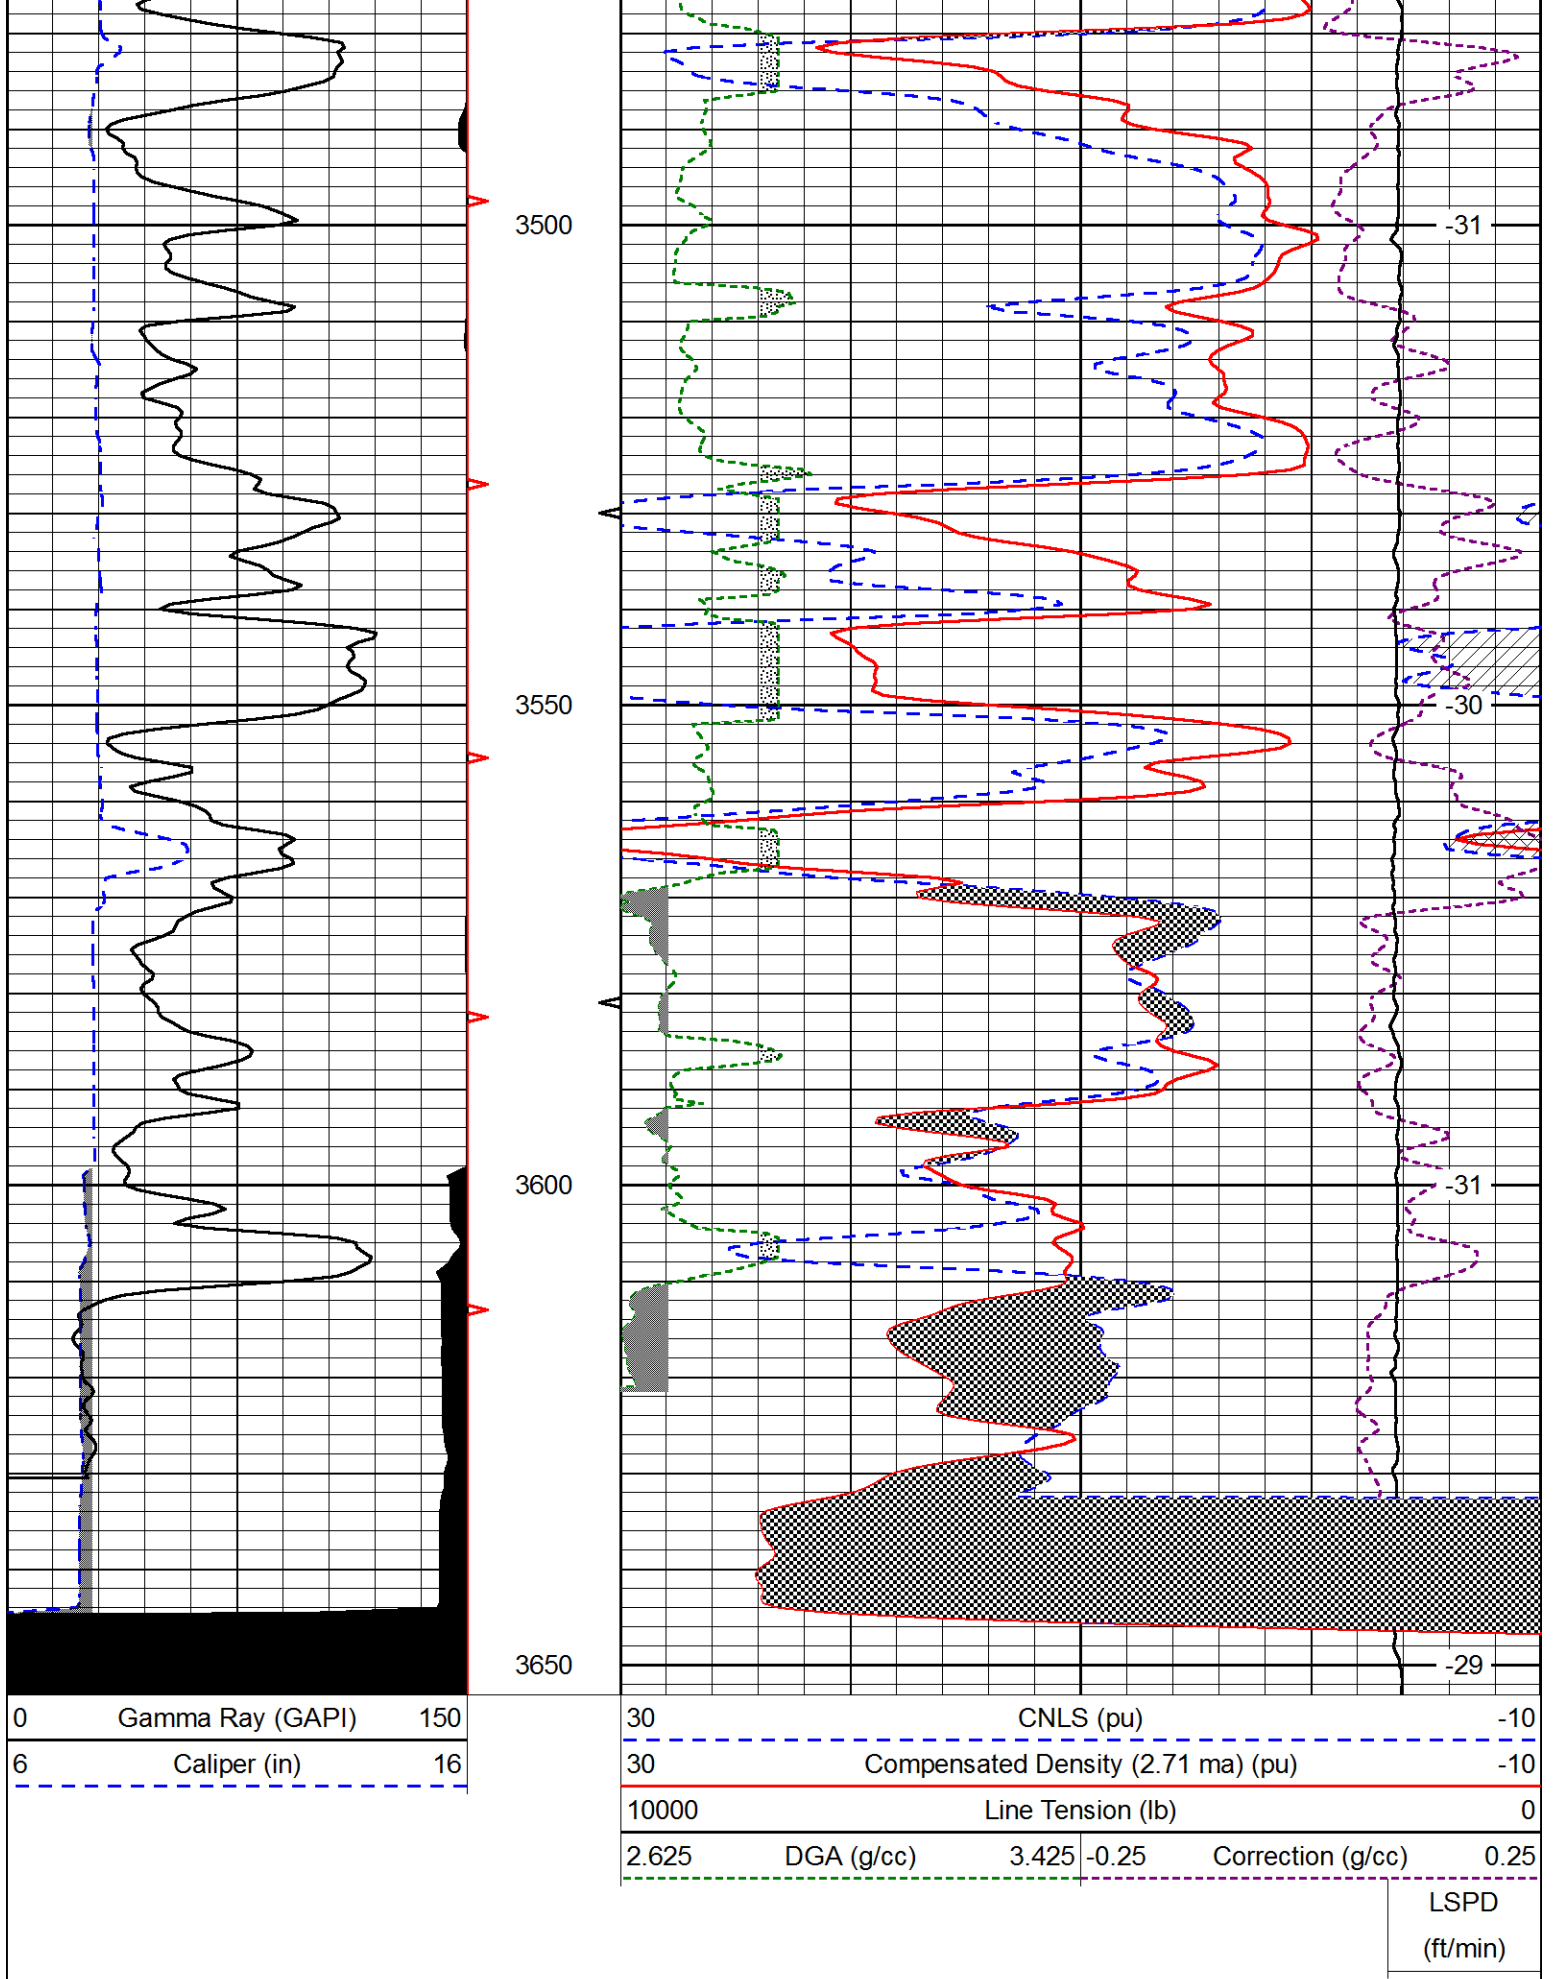 3500
-31
3550
-30
3600
-31
3650
-29
0 Gamma Ray (GAPI) 150
6 Caliper (in) 16
30 CNLS (pu) -10
30 Compensated Density (2.71 ma) (pu) -10
10000 Line Tension (lb) 0
2.625 DGA (g/cc) 3.425 -0.25 Correction (g/cc) 0.25
LSPD
(ft/min)